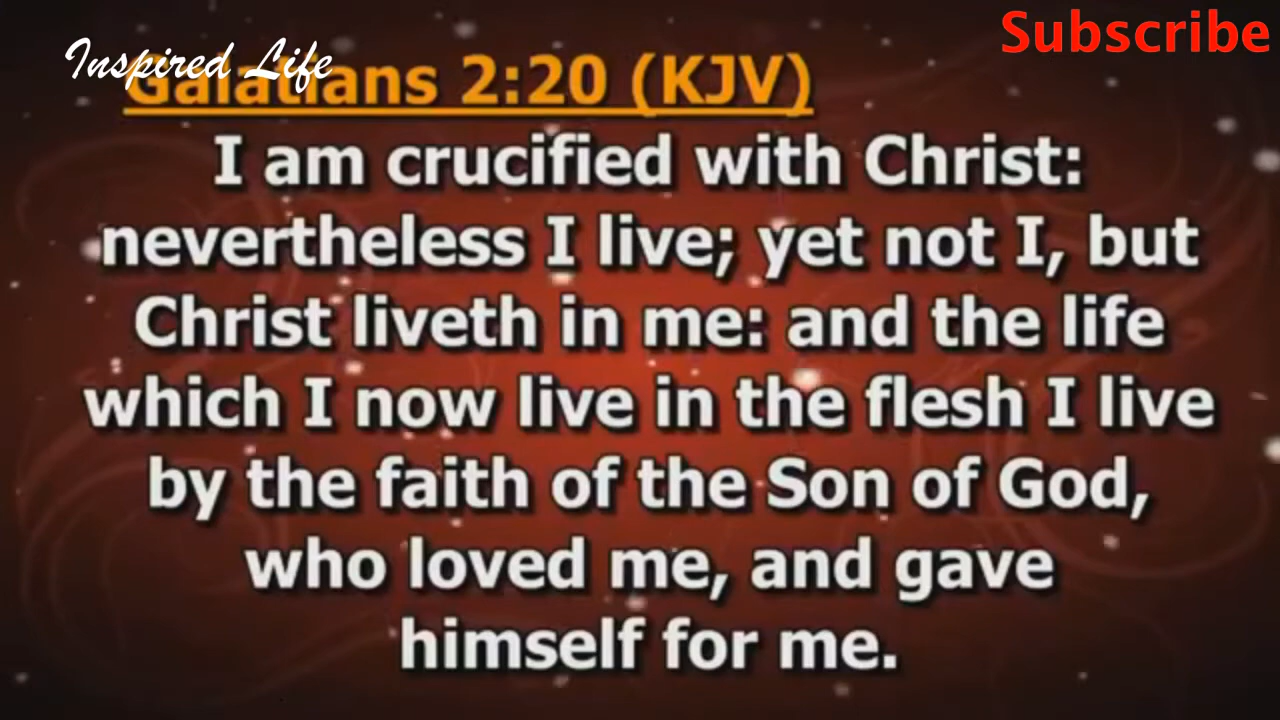 Subscribe
Inspired Life
Galatians 2:20 (KJV)
I am crucified with Christ:
nevertheless I live; yet not I, but
Christ liveth in me: and the life
which I now live in the flesh I live
by the faith of the Son of God,
who loved me, and gave
himself for me.